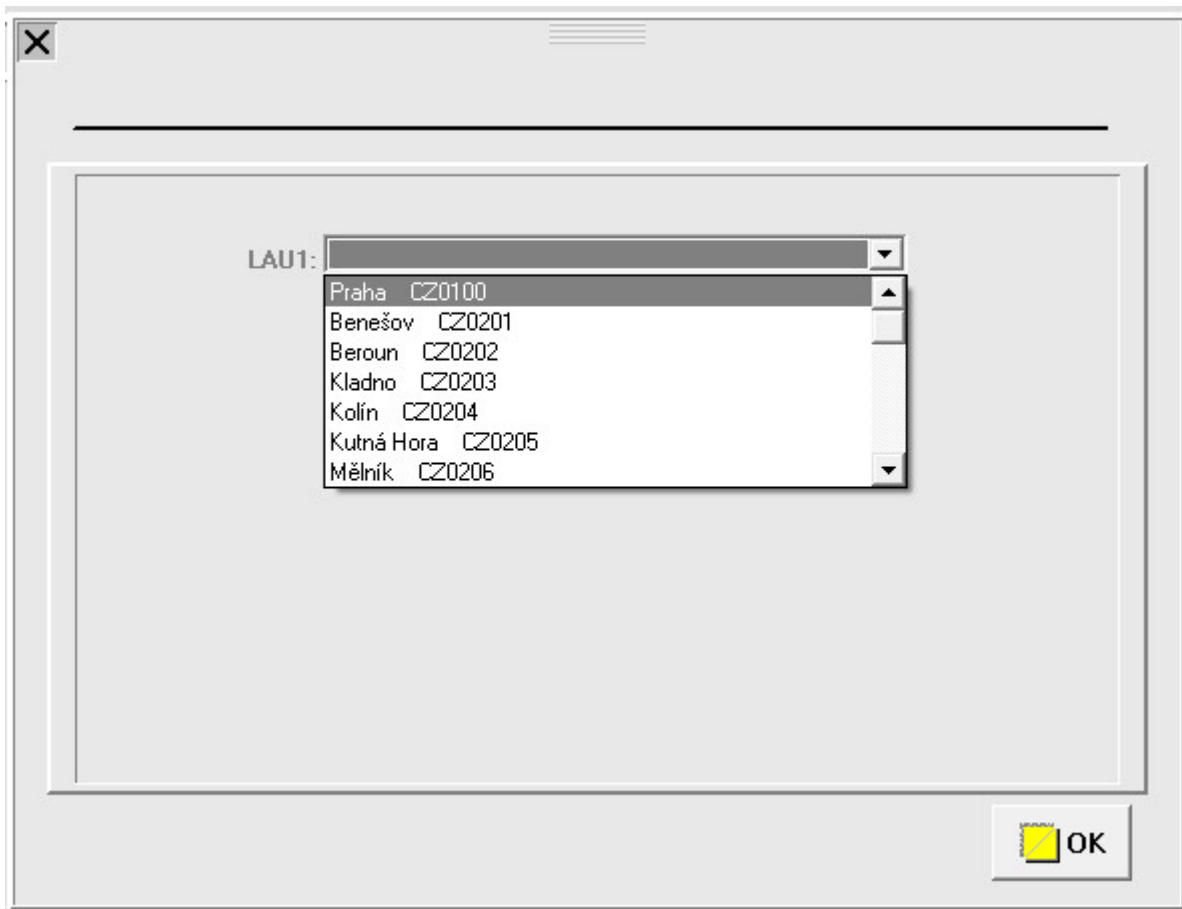 LAU1:
Praha CZ0100
Benešov CZ0201
Beroun CZ0202
Kladno CZ0203
Kolín CZ0204
Kutná Hora CZ0205
Mělník CZ0206
OK